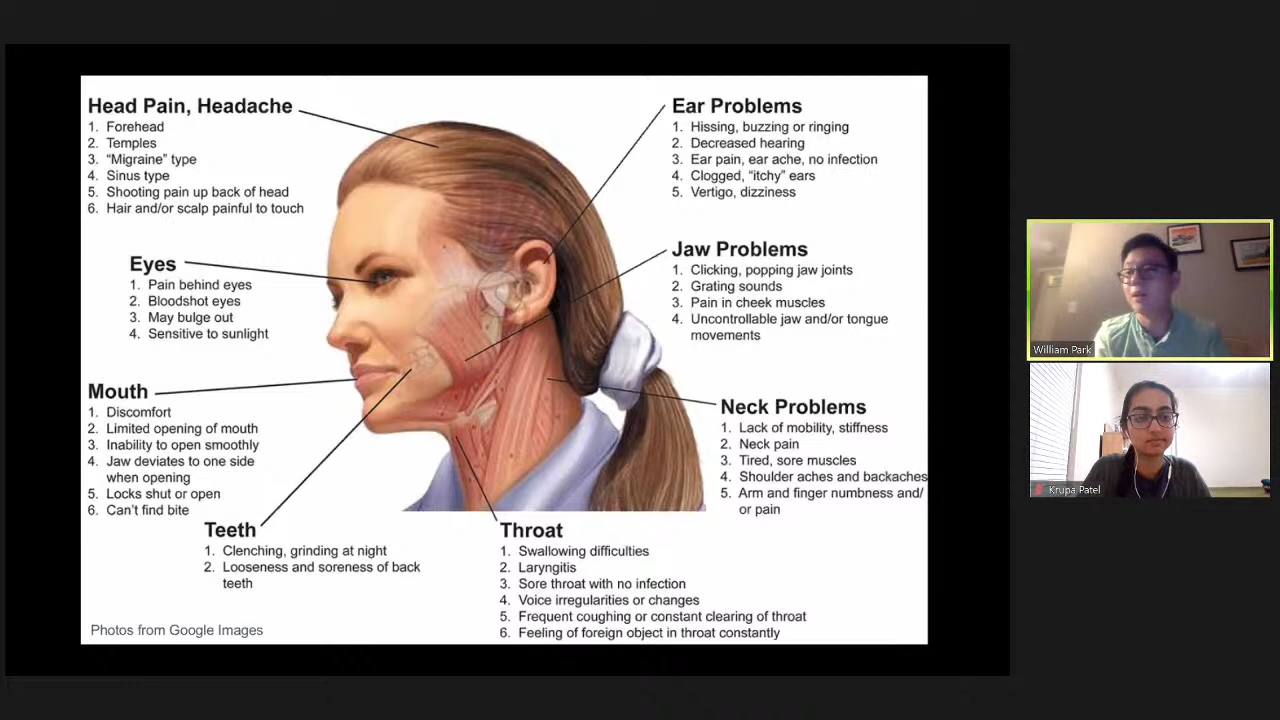 Head Pain, Headache
1. Forehead
2. Temples
3. “Migraine” type
4. Sinus type
5. Shooting pain up back of head
6. Hair and/or scalp painful to touch
Eyes
1. Pain behind eyes
2. Bloodshot eyes
3. May bulge out
4. Sensitive to sunlight
Mouth
1. Discomfort
2. Limited opening of mouth
3. Inability to open smoothly
4. Jaw deviates to one side
when opening
5. Locks shut or open
6. Can’t find bite
Teeth
1. Clenching, grinding at night
2. Looseness and soreness of back
teeth
Ear Problems
1. Hissing, buzzing or ringing
2. Decreased hearing
3. Ear pain, ear ache, no infection
4. Clogged, “itchy” ears
5. Vertigo, dizziness
Jaw Problems
1. Clicking, popping jaw joints
2. Grating sounds
3. Pain in cheek muscles
4. Uncontrollable jaw and/or tongue
movements
Neck Problems
1. Lack of mobility, stiffness
2. Neck pain
3. Tired, sore muscles
4. Shoulder aches and backaches
5. Arm and finger numbness and/
or pain
Throat
1. Swallowing difficulties
2. Laryngitis
3. Sore throat with no infection
4. Voice irregularities or changes
5. Frequent coughing or constant clearing of throat
6. Feeling of foreign object in throat constantly
Photos from Google Images
William Park
Krupa Patel